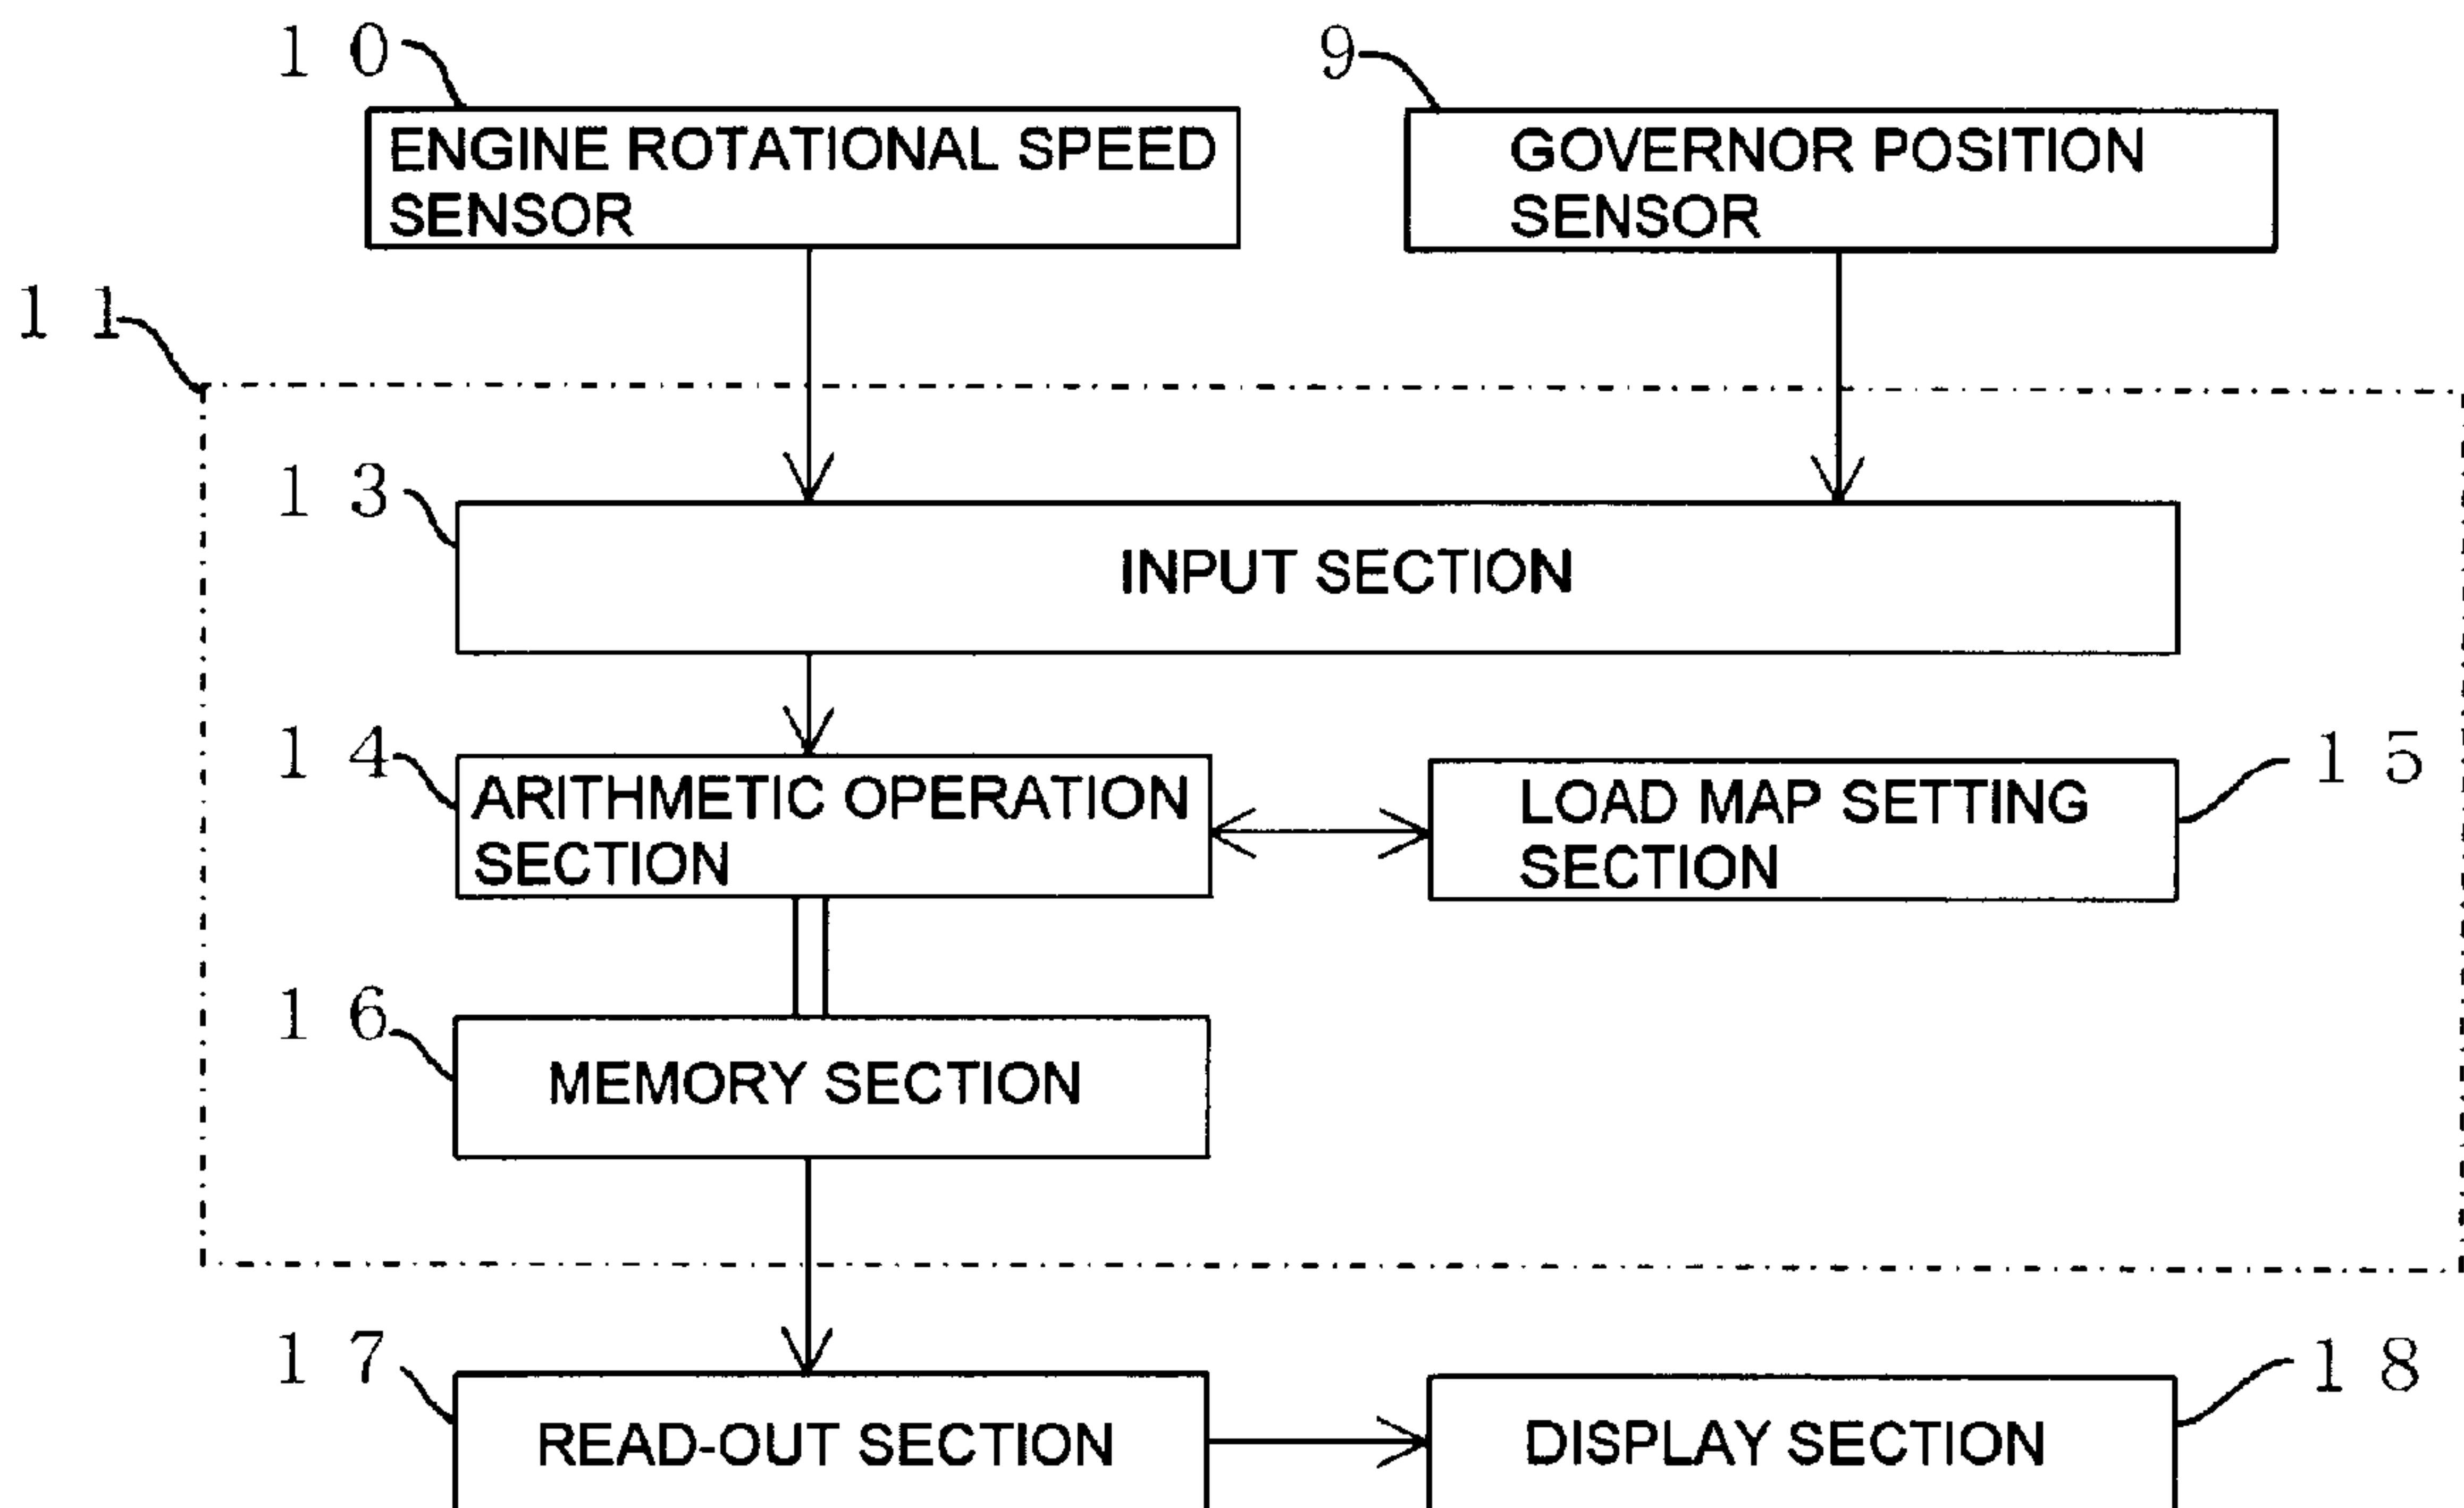 10
9
ENGINE ROTATIONAL SPEED
SENSOR
GOVERNOR POSITION
SENSOR
11
13
INPUT SECTION
14
ARITHMETIC OPERATION
SECTION
LOAD MAP SETTING
SECTION
15
16
MEMORY SECTION
17
READ-OUT SECTION
DISPLAY SECTION
18